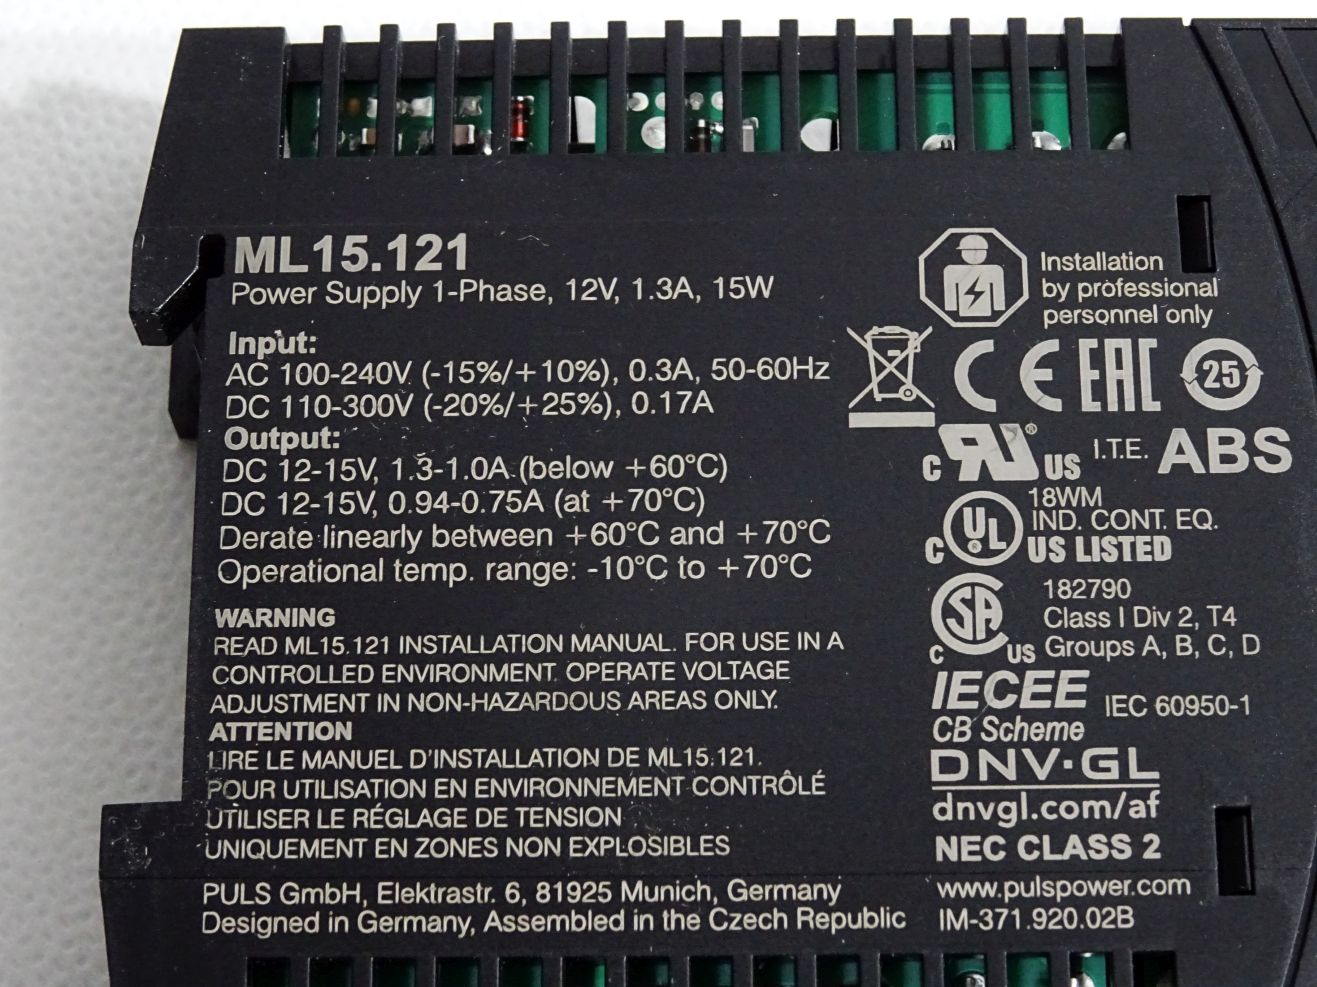 ML15.121
Power Supply 1-Phase, 12V, 1.3A, 15W
Input:
AC 100-240V (-15%/+10%), 0.3A, 50-60Hz
DC 110-300V (-20%/+25%), 0.17A
Output:
DC 12-15V, 1.3-1.0A (below +60°C)
DC 12-15V, 0.94-0.75A (at +70°C)
Derate linearly between +60°C and +70°C
Operational temp. range: -10°C to +70°C
WARNING
READ ML15.121 INSTALLATION MANUAL. FOR USE IN A
CONTROLLED ENVIRONMENT. OPERATE VOLTAGE
ADJUSTMENT IN NON-HAZARDOUS AREAS ONLY.
ATTENTION
LIRE LE MANUEL D'INSTALLATION DE ML15.121.
POUR UTILISATION EN ENVIRONNEMENT CONTRÔLÉ
UTILISER LE RÉGLAGE DE TENSION
UNIQUEMENT EN ZONES NON EXPLOSIBLES
PULS GmbH, Elektrastr. 6, 81925 Munich, Germany
Designed in Germany, Assembled in the Czech Republic
Installation
by professional
personnel only
CE EAC 25
c RU ® US I.T.E. ABS
18WM
c UL ® IND. CONT. EQ.
US LISTED
182790
c SA US Class I Div 2, T4
Groups A, B, C, D
IECEE IEC 60950-1
CB Scheme
DNV·GL
dnvgl.com/af
NEC CLASS 2
www.pulspower.com
IM-371.920.02B